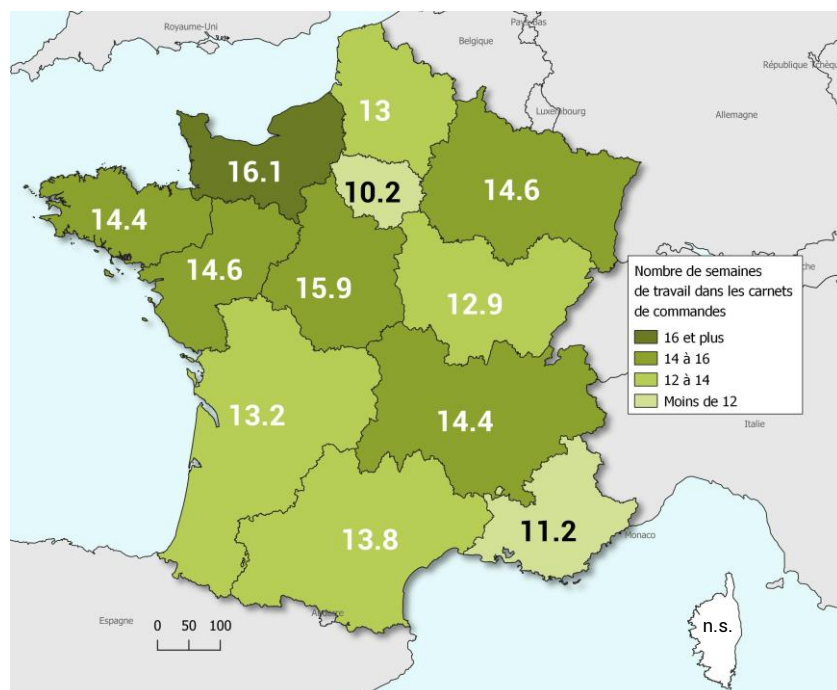 Royaume-Uni
Pays-Bas
Belgique
République Tchèque
Luxembourg
Allemagne
13
16.1
10.2
14.6
14.4
14.6
15.9
12.9
Nombre de semaines
de travail dans les carnets
de commandes
16 et plus
14 à 16
12 à 14
Moins de 12
13.2
14.4
Italie
13.8
11.2
Monaco
Espagne
0 50 100
n.s.